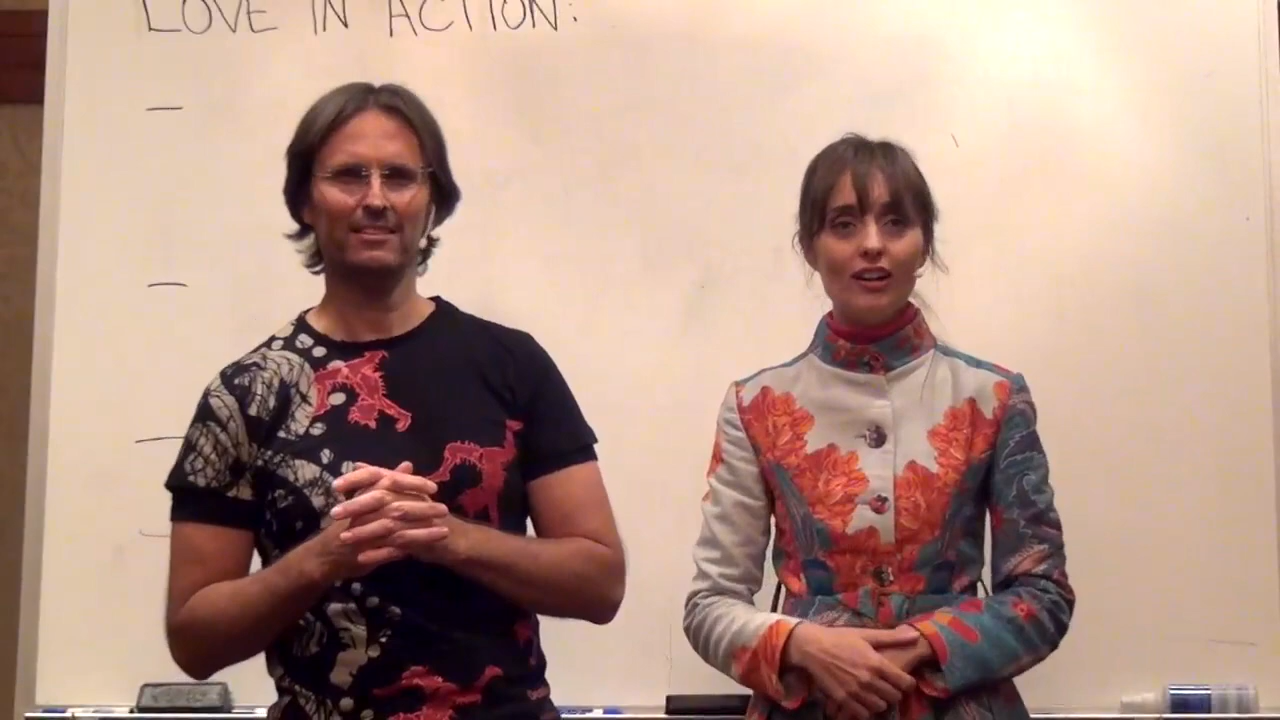 LOVE IN ACTION:
—
—
—
—